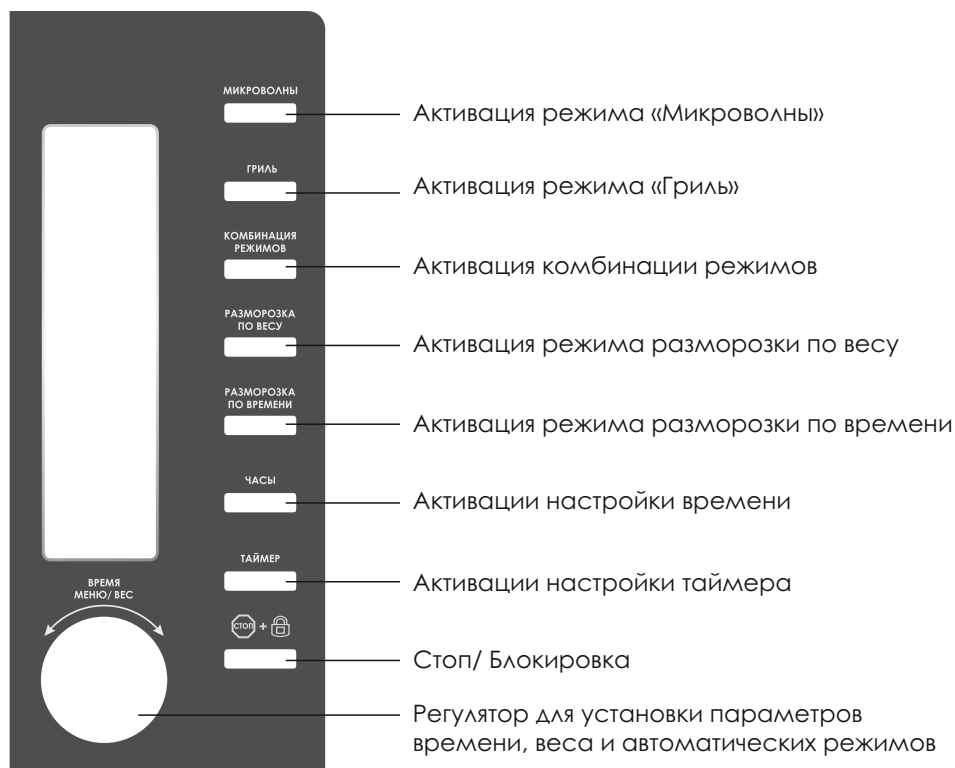 МИКРОВОЛНЫ
Активация режима «Микроволны»
ГРИЛЬ
Активация режима «Гриль»
КОМБИНАЦИЯ
РЕЖИМОВ
Активация комбинации режимов
РАЗМОРОЗКА
ПО ВЕСУ
Активация режима разморозки по весу
РАЗМОРОЗКА
ПО ВРЕМЕНИ
Активация режима разморозки по времени
ЧАСЫ
Активации настройки времени
ТАЙМЕР
Активации настройки таймера
ВРЕМЯ
МЕНЮ/ ВЕС
СТОП +
Стоп/ Блокировка
Регулятор для установки параметров
времени, веса и автоматических режимов